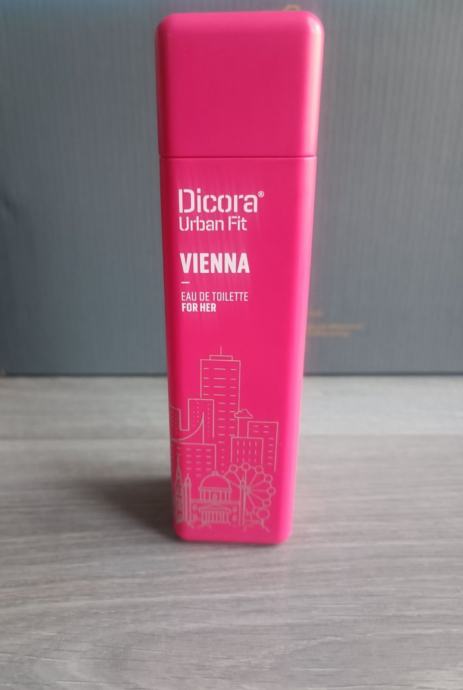 Dicora®
Urban Fit
VIENNA
EAU DE TOILETTE
FOR HER